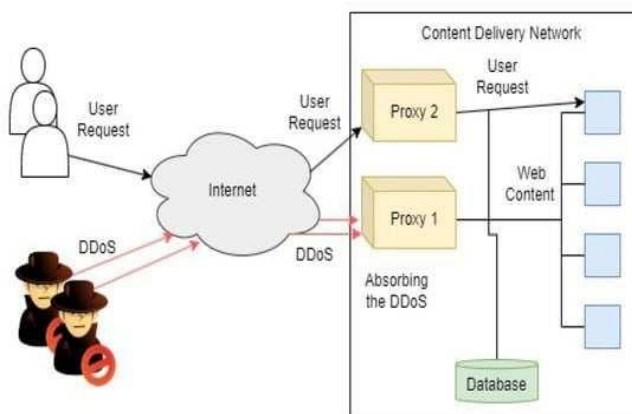 Content Delivery Network
User
Request
User
Request
User
Request
Proxy 2
Internet
Web
Content
Proxy 1
DDoS
DDoS
Absorbing
the DDoS
Database